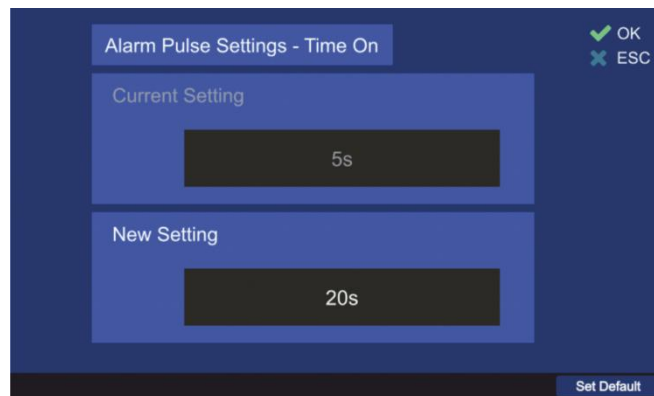 Alarm Pulse Settings - Time On
OK
ESC
Current Setting
5s
New Setting
20s
Set Default